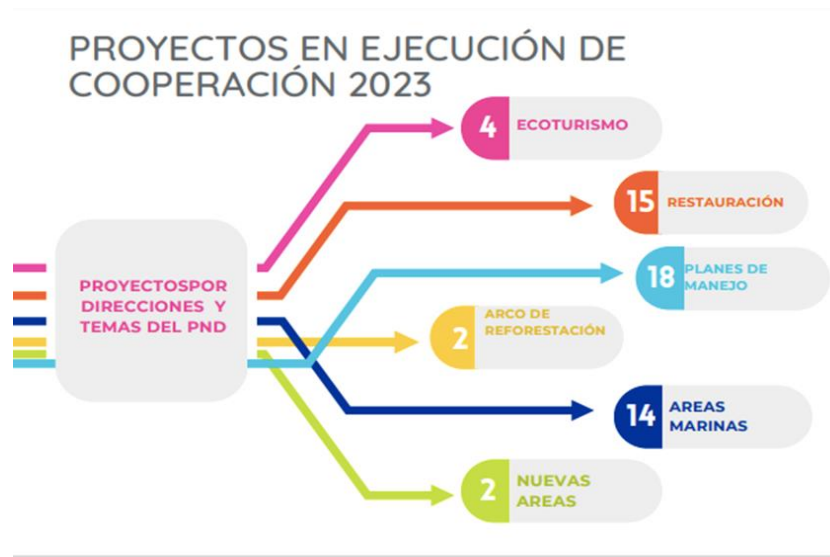 PROYECTOS EN EJECUCIÓN DE
COOPERACIÓN 2023
4 ECOTURISMO
15 RESTAURACIÓN
18 PLANES DE
MANEJO
PROYECTOSPOR
DIRECCIONES Y
TEMAS DEL PND
2 ARCO DE
REFORESTACIÓN
14 AREAS
MARINAS
2 NUEVAS
AREAS